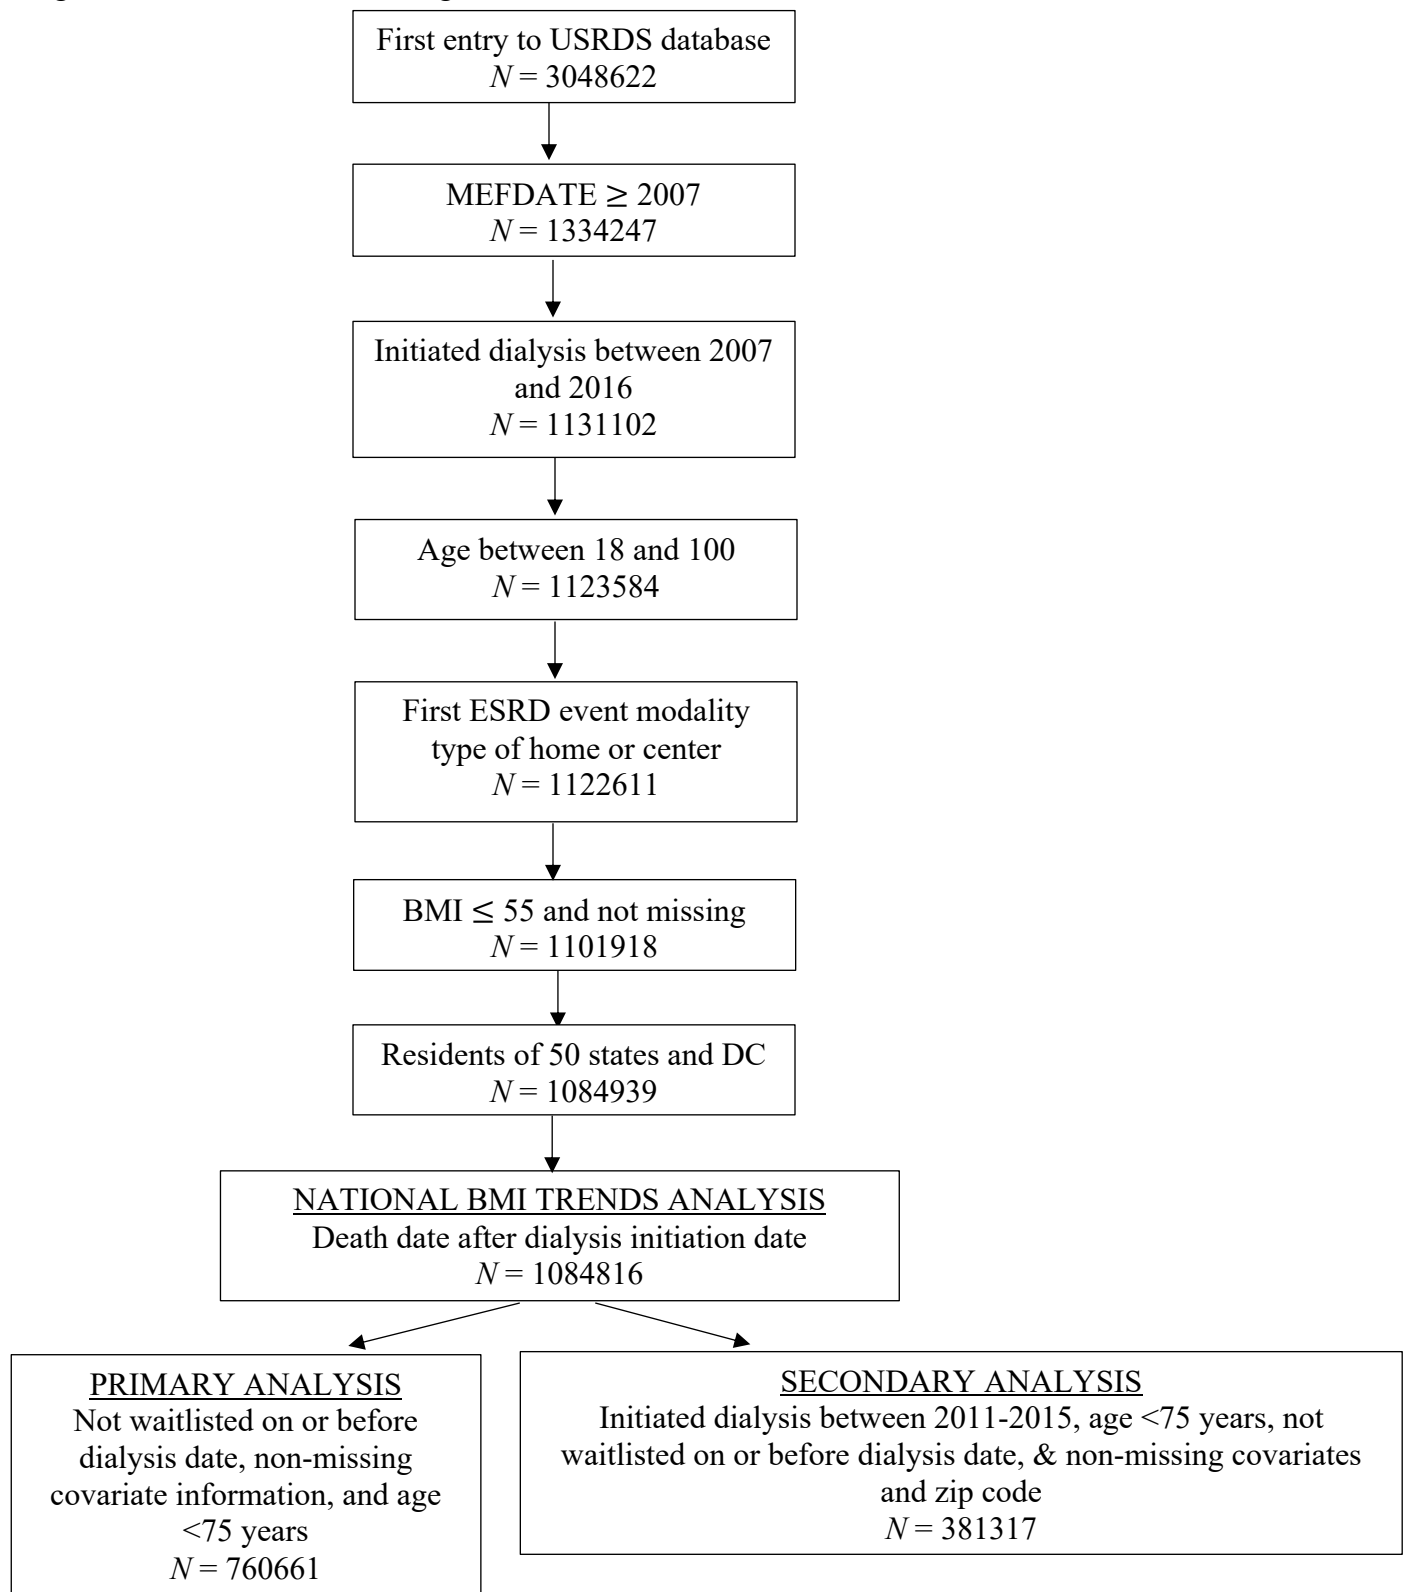 First entry to USRDS database
N = 3048622
MEFDATE ≥ 2007
N = 1334247
Initiated dialysis between 2007
and 2016
N = 1131102
Age between 18 and 100
N = 1123584
First ESRD event modality
type of home or center
N = 1122611
BMI ≤ 55 and not missing
N = 1101918
Residents of 50 states and DC
N = 1084939
NATIONAL BMI TRENDS ANALYSIS
Death date after dialysis initiation date
N = 1084816
PRIMARY ANALYSIS
Not waitlisted on or before
dialysis date, non-missing
covariate information, and age
<75 years
N = 760661
SECONDARY ANALYSIS
Initiated dialysis between 2011-2015, age <75 years, not
waitlisted on or before dialysis date, & non-missing covariates
and zip code
N = 381317